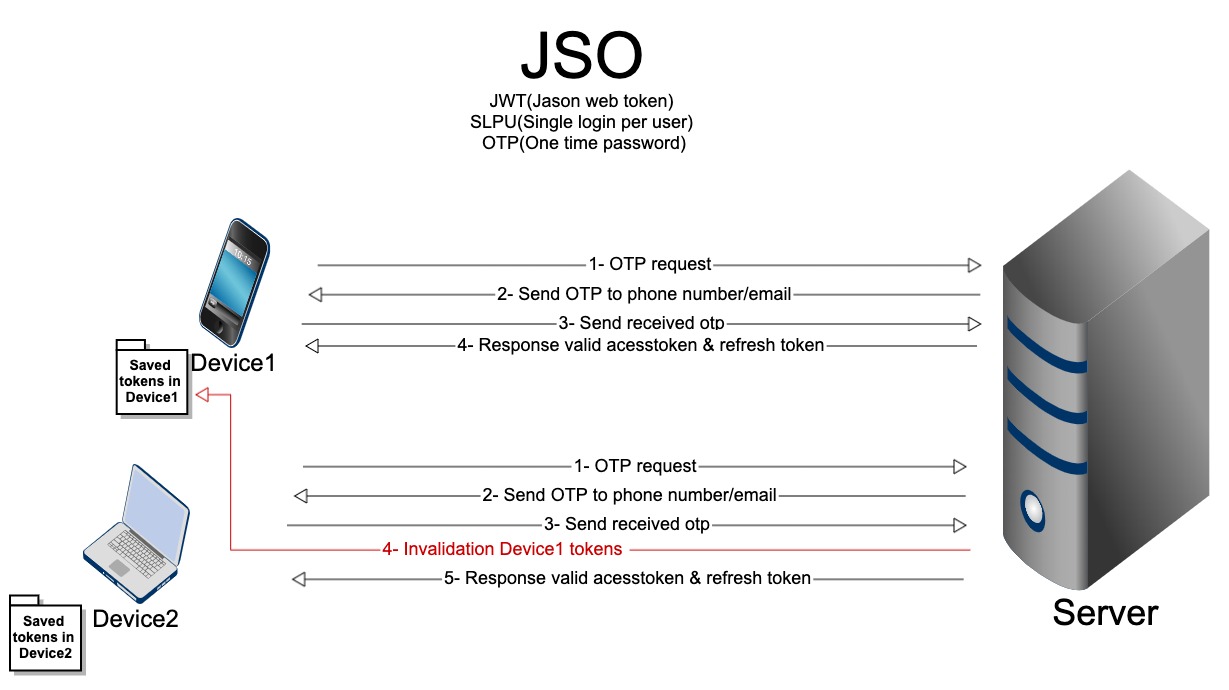 JSO
JWT(Jason web token)
SLPU(Single login per user)
OTP(One time password)
10:15
1- OTP request
2- Send OTP to phone number/email
3- Send received otp
4- Response valid acesstoken & refresh token
Device1
Saved
tokens in
Device1
1- OTP request
2- Send OTP to phone number/email
3- Send received otp
4- Invalidation Device1 tokens
5- Response valid acesstoken & refresh token
Device2
Saved
tokens in
Device2
Server